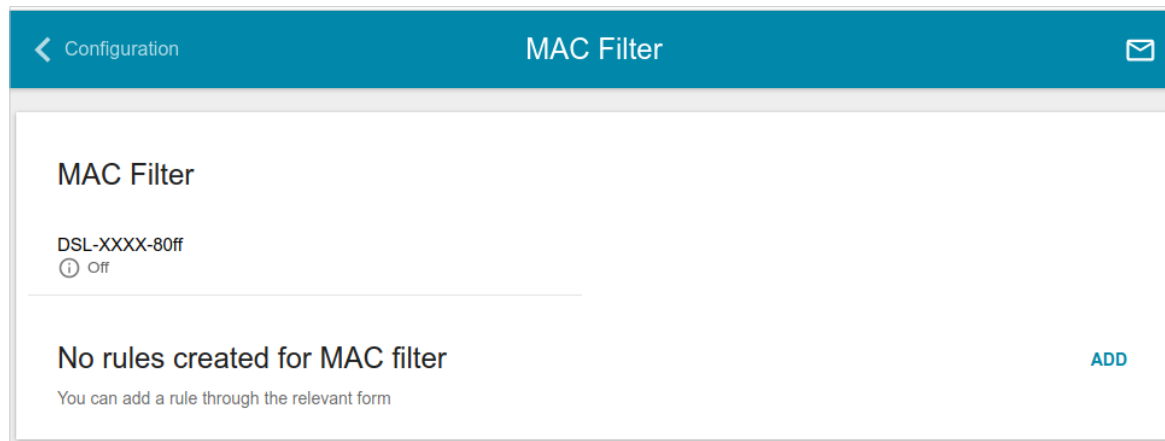 Configuration
MAC Filter
MAC Filter
DSL-XXXX-80ff
Off
No rules created for MAC filter
ADD
You can add a rule through the relevant form